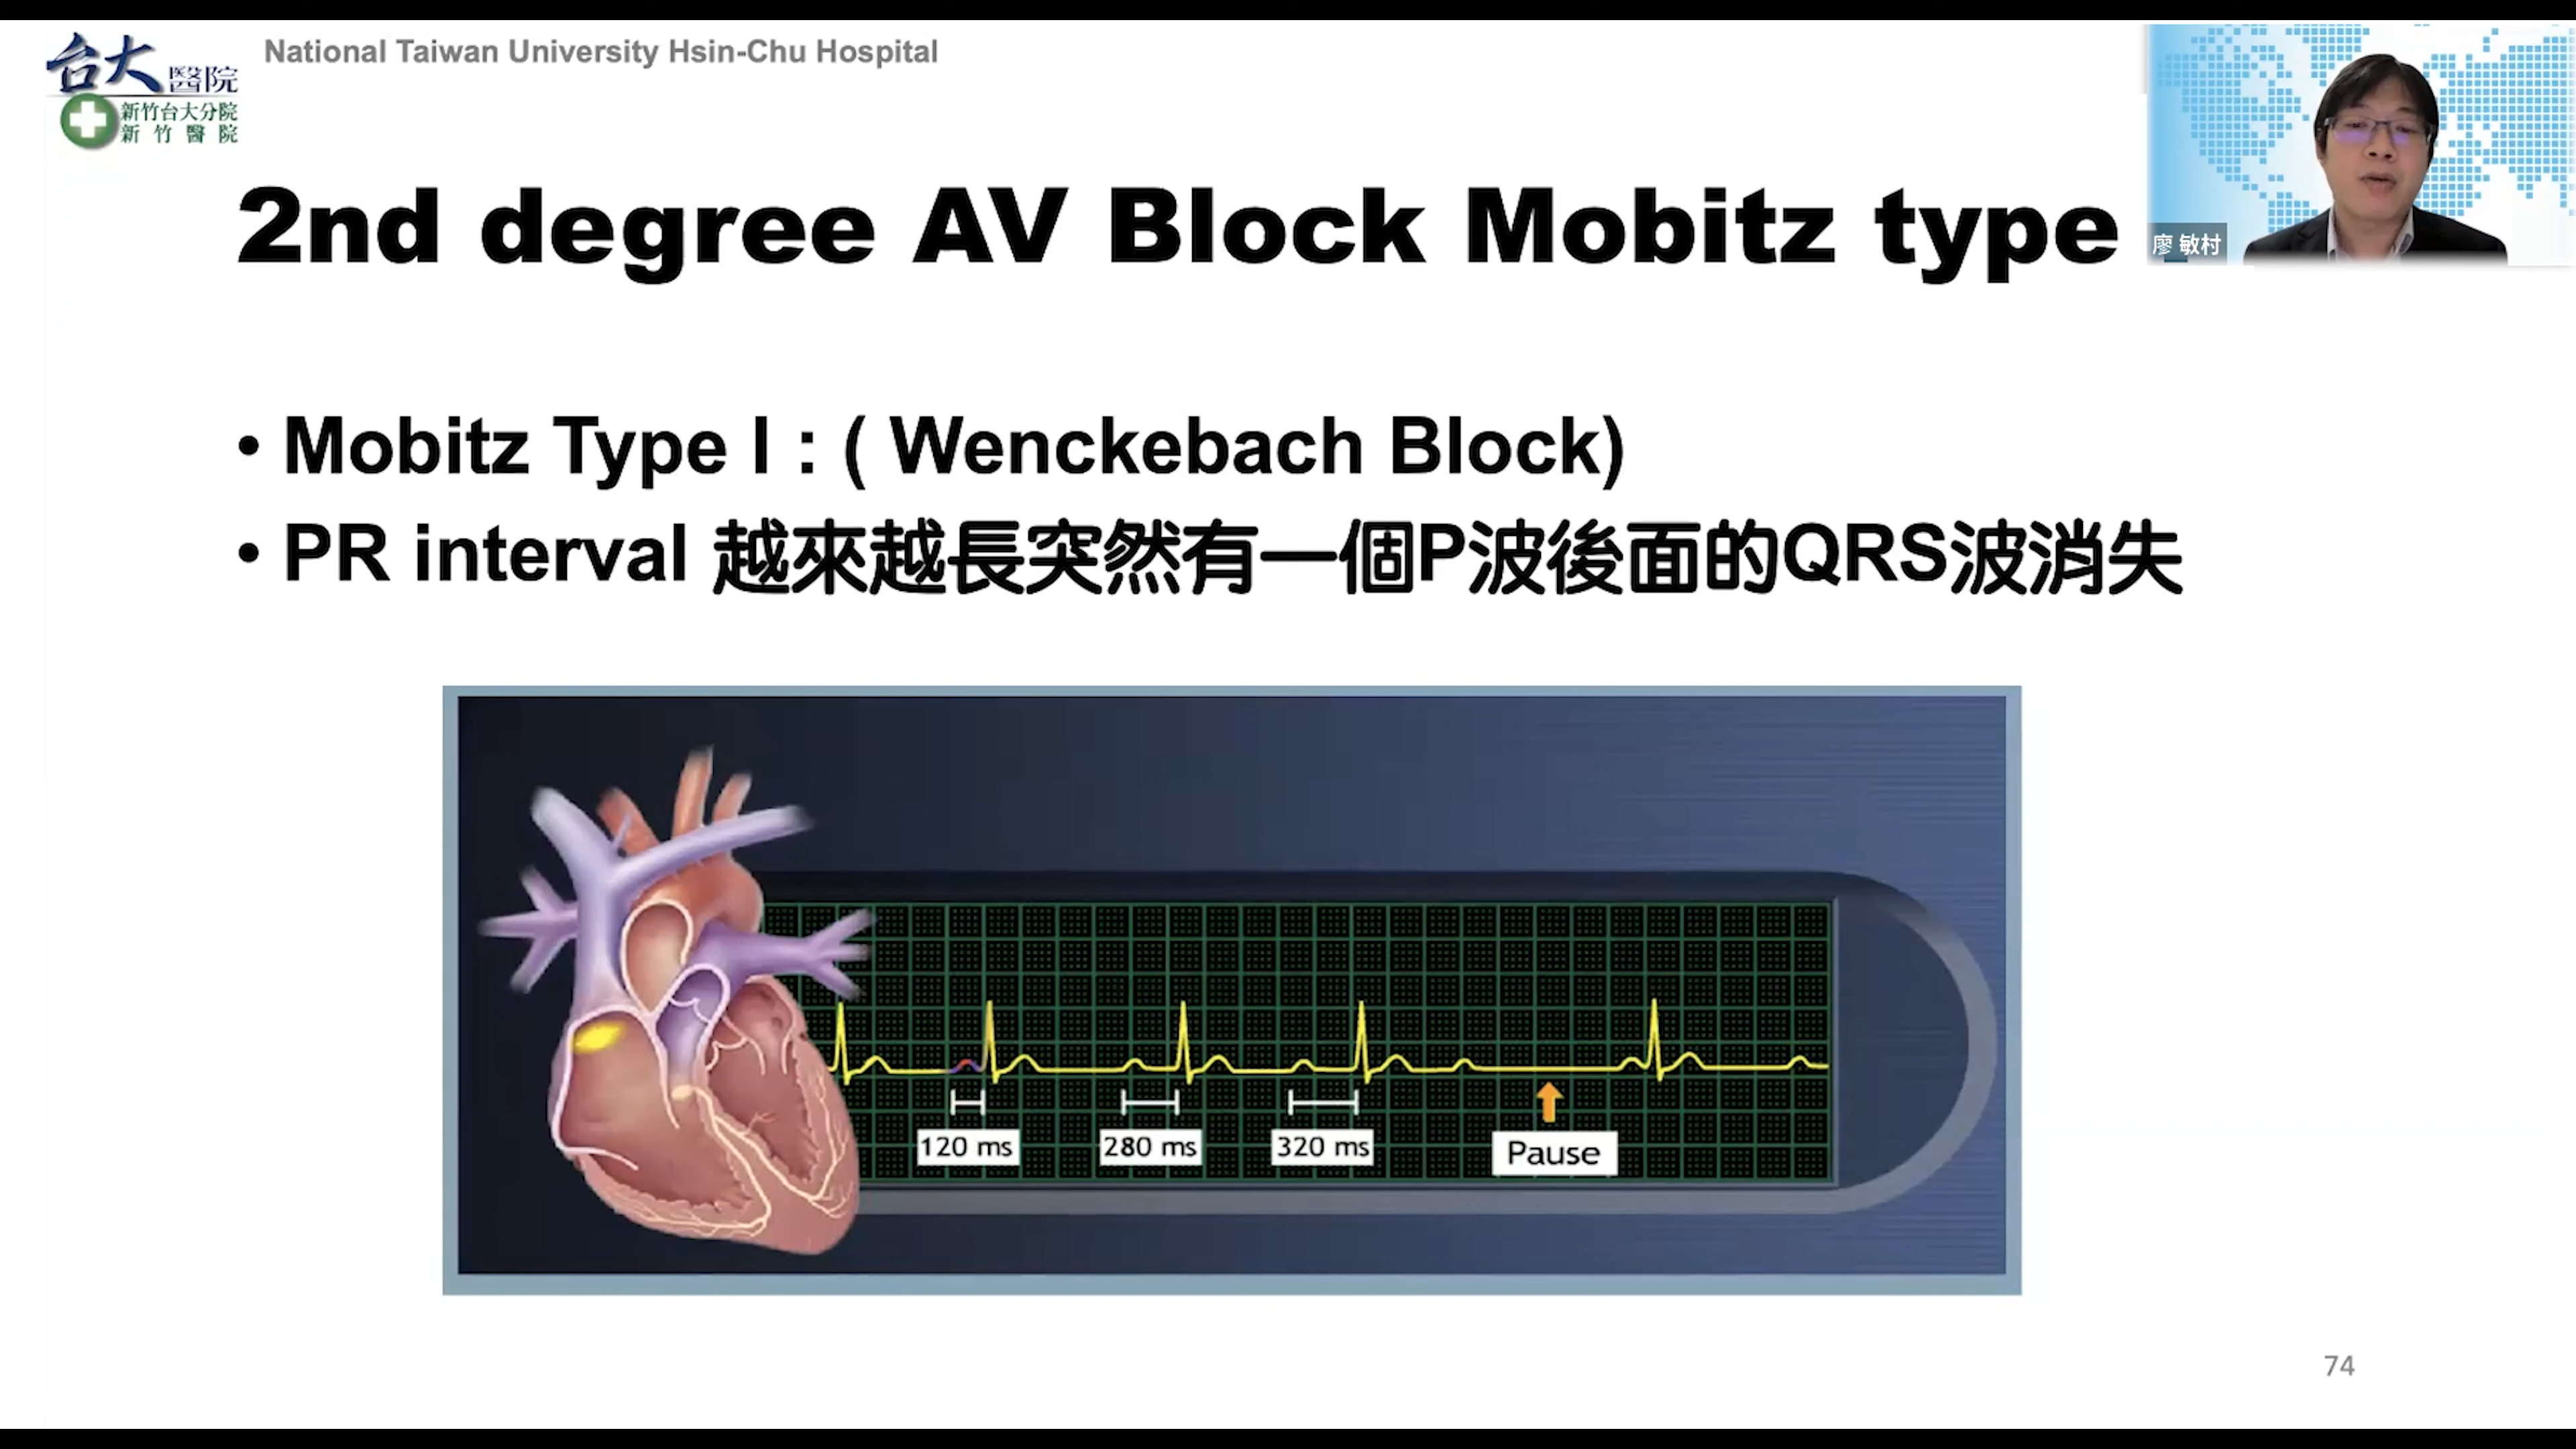 台大醫院
新竹台大分院
新竹醫院
National Taiwan University Hsin-Chu Hospital
廖 敏村
2nd degree AV Block Mobitz type
• Mobitz Type I : ( Wenckebach Block)
• PR interval 越來越長突然有一個P波後面的QRS波消失
120 ms
280 ms
320 ms
Pause
74